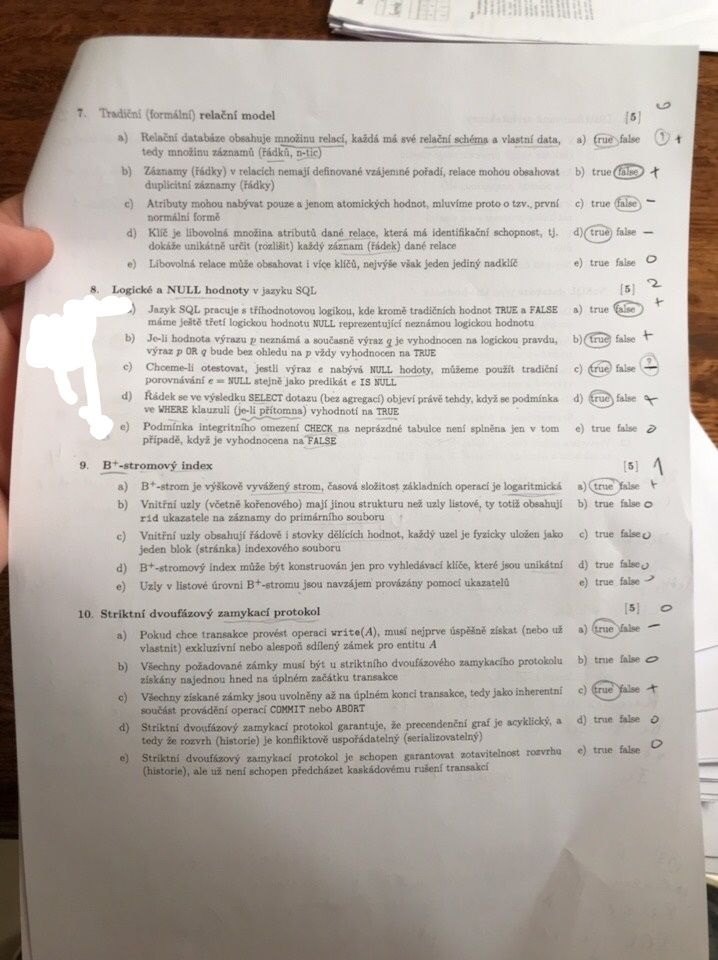 7. Tradiční (formální) relační model [5]
a) Relační databáze obsahuje množinu relací, každá má své relační schéma a vlastní data, a) true false +
tedy množinu záznamů (řádků, n-tic)
b) Záznamy (řádky) v relacích nemají definované vzájemné pořadí, relace mohou obsahovat b) true false +
duplicitní záznamy (řádky)
c) Atributy mohou nabývat pouze a jenom atomických hodnot, mluvíme proto o tzv. první c) true false −
normální formě
d) Klíč je libovolná množina atributů dané relace, která má identifikační schopnost, tj. d) true false −
dokáže unikátně určit (rozlišit) každý záznam (řádek) dané relace
e) Libovolná relace může obsahovat i více klíčů, nejvýše však jeden jediný nadklíč e) true false 0
8. Logické a NULL hodnoty v jazyku SQL [5] 2
) Jazyk SQL pracuje s tříhodnotovou logikou, kde kromě tradičních hodnot TRUE a FALSE a) true false +
máme ještě třetí logickou hodnotu NULL reprezentující neznámou logickou hodnotu
b) Je-li hodnota výrazu p neznámá a současně výraz q je vyhodnocen na logickou pravdu, b) true false +
výraz p OR q bude bez ohledu na p vždy vyhodnocen na TRUE
c) Chceme-li otestovat, jestli výraz e nabývá NULL hodoty, můžeme použít tradiční c) true false ? −
porovnávání e = NULL stejně jako predikát e IS NULL
d) Řádek se ve výsledku SELECT dotazu (bez agregací) objeví právě tehdy, když se podmínka d) true false +
ve WHERE klauzuli (je-li přítomna) vyhodnotí na TRUE
e) Podmínka integritního omezení CHECK na neprázdné tabulce není splněna jen v tom e) true false 0
případě, když je vyhodnocena na FALSE
9. B⁺-stromový index [5] 1
a) B⁺-strom je výškově vyvážený strom, časová složitost základních operací je logaritmická a) true false +
b) Vnitřní uzly (včetně kořenového) mají jinou strukturu než uzly listové, ty totiž obsahují b) true false 0
rid ukazatele na záznamy do primárního souboru
c) Vnitřní uzly obsahují řádově i stovky dělících hodnot, každý uzel je fyzicky uložen jako c) true false 0
jeden blok (stránka) indexového souboru
d) B⁺-stromový index může být konstruován jen pro vyhledávací klíče, které jsou unikátní d) true false 0
e) Uzly v listové úrovni B⁺-stromu jsou navzájem provázány pomocí ukazatelů e) true false
10. Striktní dvoufázový zamykací protokol [5] 0
a) Pokud chce transakce provést operaci write(A), musí nejprve úspěšně získat (nebo už a) true false −
vlastnit) exkluzivní nebo alespoň sdílený zámek pro entitu A
b) Všechny požadované zámky musí být u striktního dvoufázového zamykacího protokolu b) true false 0
získány najednou hned na úplném začátku transakce
c) Všechny získané zámky jsou uvolněny až na úplném konci transakce, tedy jako inherentní c) true false +
součást provádění operací COMMIT nebo ABORT
d) Striktní dvoufázový zamykací protokol garantuje, že precedenční graf je acyklický, a d) true false 0
tedy že rozvrh (historie) je konfliktově uspořádatelný (serializovatelný)
e) Striktní dvoufázový zamykací protokol je schopen garantovat zotavitelnost rozvrhu e) true false 0
(historie), ale už není schopen předcházet kaskádovému rušení transakcí